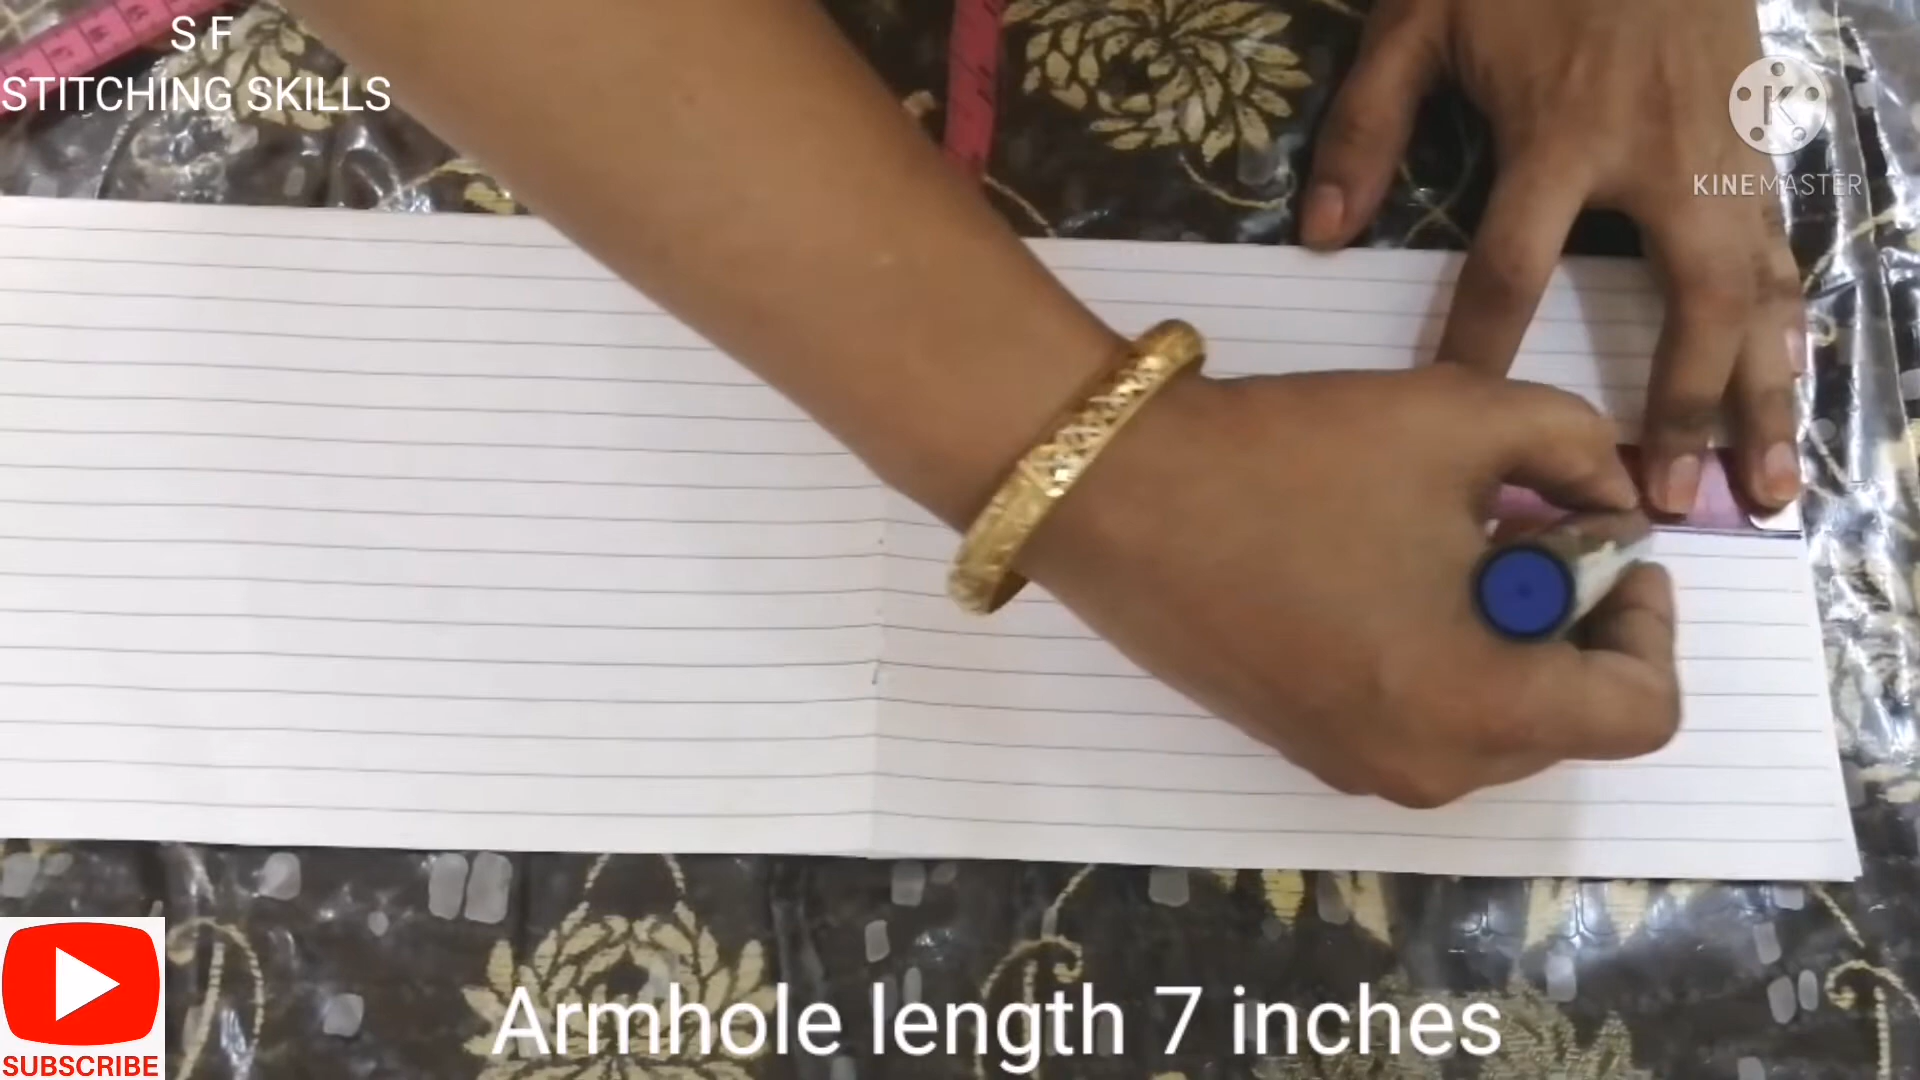 S F
STITCHING SKILLS
K
KINEMASTER
Armhole length 7 inches
SUBSCRIBE